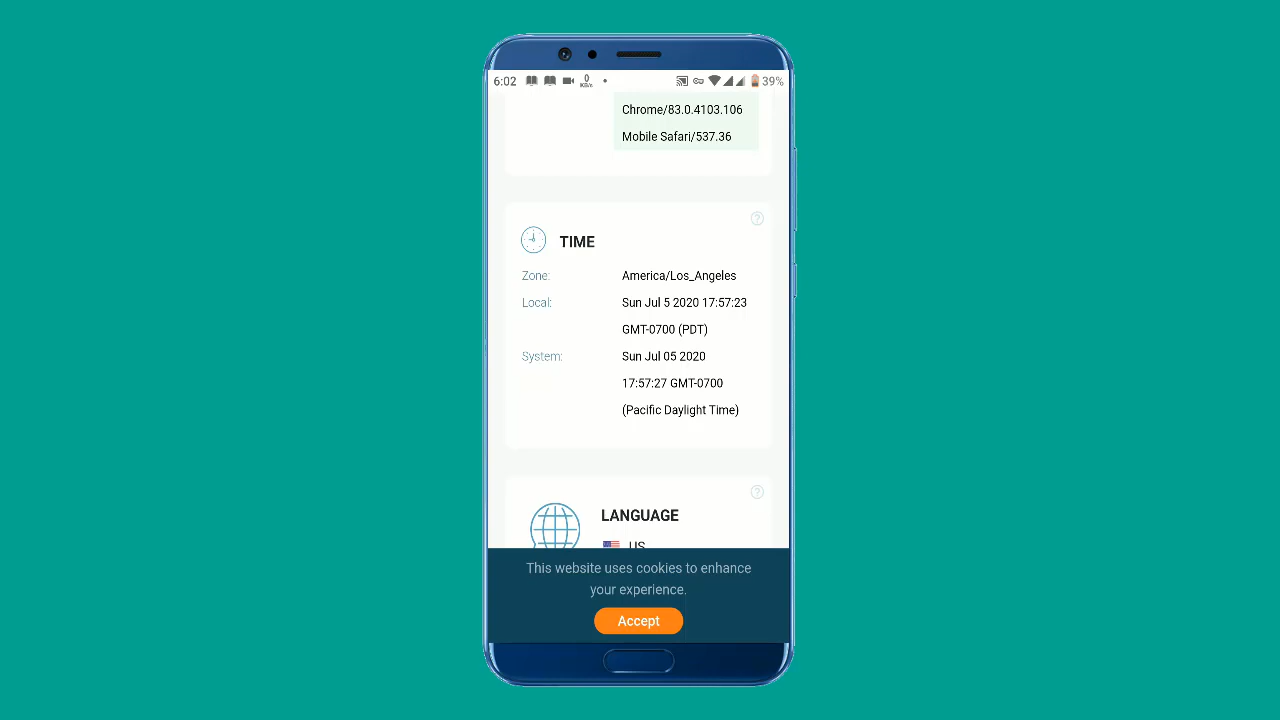 6:02 0 KB/s 39%
Chrome/83.0.4103.106
Mobile Safari/537.36
TIME
Zone: America/Los_Angeles
Local: Sun Jul 5 2020 17:57:23
GMT-0700 (PDT)
System: Sun Jul 05 2020
17:57:27 GMT-0700
(Pacific Daylight Time)
LANGUAGE
US
This website uses cookies to enhance
your experience.
Accept